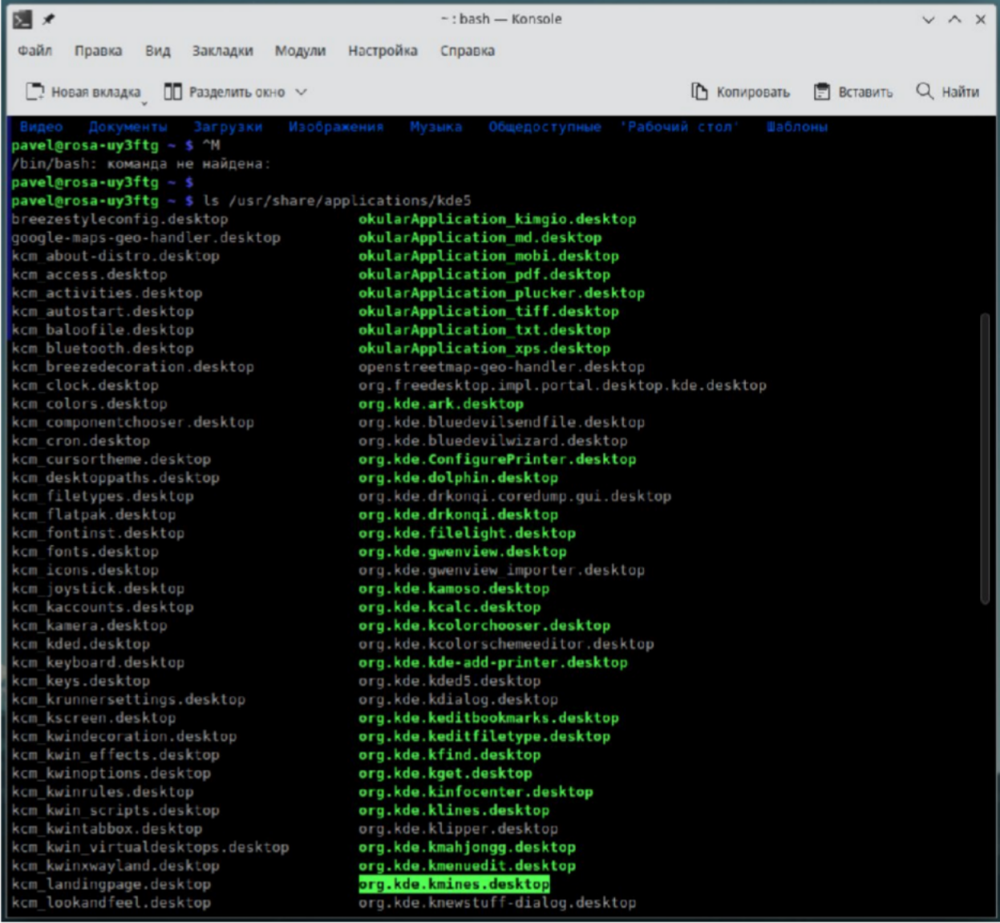 ~ : bash — Konsole
Файл Правка Вид Закладки Модули Настройка Справка
Новая вкладка Разделить окно Копировать Вставить Найти
Видео Документы Загрузки Изображения Музыка Общедоступные 'Рабочий стол' Шаблоны
pavel@rosa-uy3ftg ~ $ ^M
/bin/bash: команда не найдена:
pavel@rosa-uy3ftg ~ $
pavel@rosa-uy3ftg ~ $ ls /usr/share/applications/kde5
breezestyleconfig.desktop okularApplication_kimgio.desktop
google-maps-geo-handler.desktop okularApplication_md.desktop
kcm_about-distro.desktop okularApplication_mobi.desktop
kcm_access.desktop okularApplication_pdf.desktop
kcm_activities.desktop okularApplication_plucker.desktop
kcm_autostart.desktop okularApplication_tiff.desktop
kcm_baloofile.desktop okularApplication_txt.desktop
kcm_bluetooth.desktop okularApplication_xps.desktop
kcm_breezedecoration.desktop openstreetmap-geo-handler.desktop
kcm_clock.desktop org.freedesktop.impl.portal.desktop.kde.desktop
kcm_colors.desktop org.kde.ark.desktop
kcm_componentchooser.desktop org.kde.bluedevilsendfile.desktop
kcm_cron.desktop org.kde.bluedevilwizard.desktop
kcm_cursortheme.desktop org.kde.ConfigurePrinter.desktop
kcm_desktoppaths.desktop org.kde.dolphin.desktop
kcm_filetypes.desktop org.kde.drkonqi.coredump.gui.desktop
kcm_flatpak.desktop org.kde.drkonqi.desktop
kcm_fontinst.desktop org.kde.filelight.desktop
kcm_fonts.desktop org.kde.gwenview.desktop
kcm_icons.desktop org.kde.gwenview_importer.desktop
kcm_joystick.desktop org.kde.kamoso.desktop
kcm_kaccounts.desktop org.kde.kcalc.desktop
kcm_kamera.desktop org.kde.kcolorchooser.desktop
kcm_kded.desktop org.kde.kcolorschemeeditor.desktop
kcm_keyboard.desktop org.kde.kde-add-printer.desktop
kcm_keys.desktop org.kde.kded5.desktop
kcm_krunnersettings.desktop org.kde.kdialog.desktop
kcm_kscreen.desktop org.kde.keditbookmarks.desktop
kcm_kwindecoration.desktop org.kde.keditfiletype.desktop
kcm_kwin_effects.desktop org.kde.kfind.desktop
kcm_kwinoptions.desktop org.kde.kget.desktop
kcm_kwinrules.desktop org.kde.kinfocenter.desktop
kcm_kwin_scripts.desktop org.kde.klines.desktop
kcm_kwintabbox.desktop org.kde.klipper.desktop
kcm_kwin_virtualdesktops.desktop org.kde.kmahjongg.desktop
kcm_kwinxwayland.desktop org.kde.kmenuedit.desktop
kcm_landingpage.desktop org.kde.kmines.desktop
kcm_lookandfeel.desktop org.kde.knewstuff-dialog.desktop